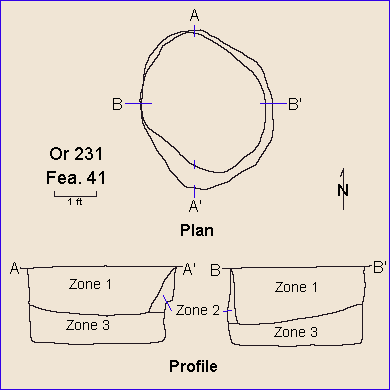 A
B B'
Or 231
Fea. 41
1 ft
N
A'
Plan
A A' B B'
Zone 1 Zone 1
Zone 2
Zone 3 Zone 3
Profile